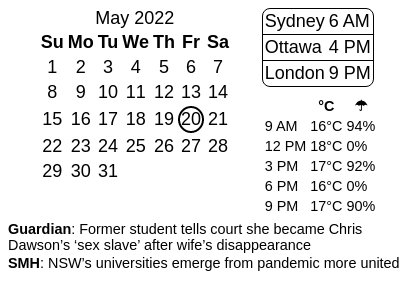 May 2022
Su Mo Tu We Th Fr Sa
1 2 3 4 5 6 7
8 9 10 11 12 13 14
15 16 17 18 19 20 21
22 23 24 25 26 27 28
29 30 31
Sydney 6 AM
Ottawa 4 PM
London 9 PM
°C ☂
9 AM 16°C 94%
12 PM 18°C 0%
3 PM 17°C 92%
6 PM 16°C 0%
9 PM 17°C 90%
Guardian: Former student tells court she became Chris
Dawson’s ‘sex slave’ after wife’s disappearance
SMH: NSW’s universities emerge from pandemic more united